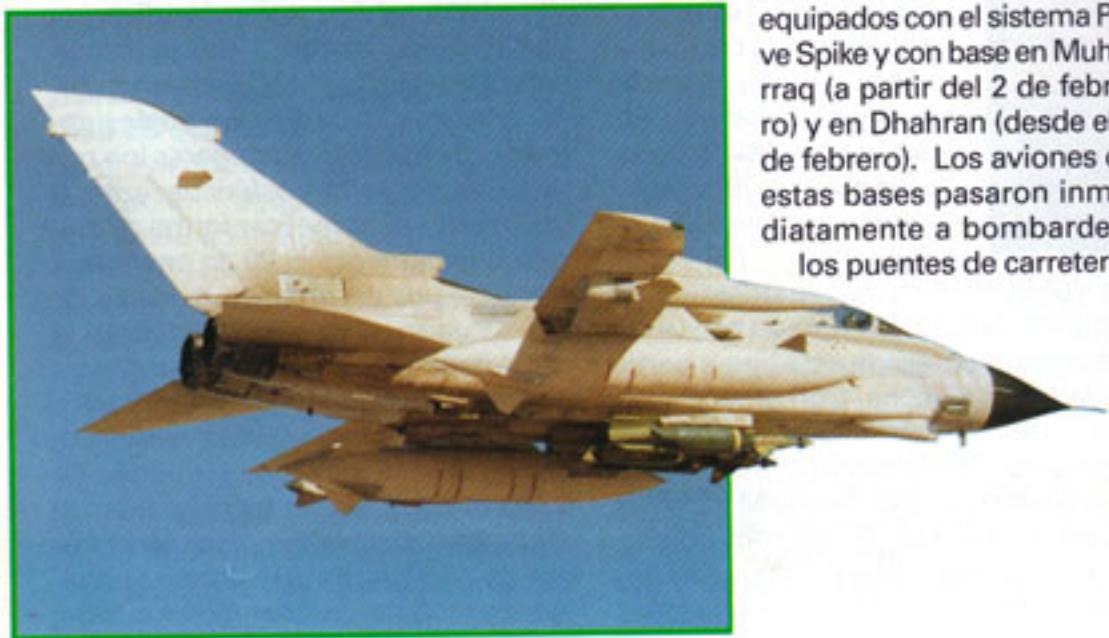 equipados con el sistema P
ve Spike y con base en Muh
rraq (a partir del 2 de febr
ro) y en Dhahran (desde e
de febrero). Los aviones
estas bases pasaron inm
diatamente a bombarde
los puentes de carreter